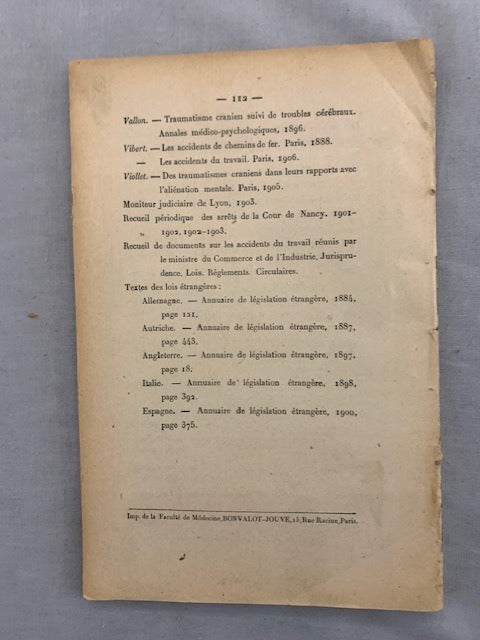 — 112 —
Vallon. — Traumatisme cranien suivi de troubles cérébraux.
Annales médico-psychologiques, 1896.
Vibert. — Les accidents de chemins de fer. Paris, 1888.
— Les accidents du travail. Paris, 1906.
Viollet. — Des traumatismes craniens dans leurs rapports avec
l'aliénation mentale. Paris, 1905.
Moniteur judiciaire de Lyon, 1903.
Recueil périodique des arrêts de la Cour de Nancy. 1901-
1902, 1902-1903.
Recueil de documents sur les accidents du travail réunis par
le ministre du Commerce et de l'Industrie. Jurispru-
dence. Lois. Règlements. Circulaires.
Textes des lois étrangères :
Allemagne. — Annuaire de législation étrangère, 1884,
page 121.
Autriche. — Annuaire de législation étrangère, 1887,
page 443.
Angleterre. — Annuaire de législation étrangère, 1897,
page 18.
Italie. — Annuaire de législation étrangère, 1898,
page 392.
Espagne. — Annuaire de législation étrangère, 1900,
page 375.
Imp. de la Faculté de Médecine, BONVALOT-JOUVE, 15, Rue Racine, Paris.